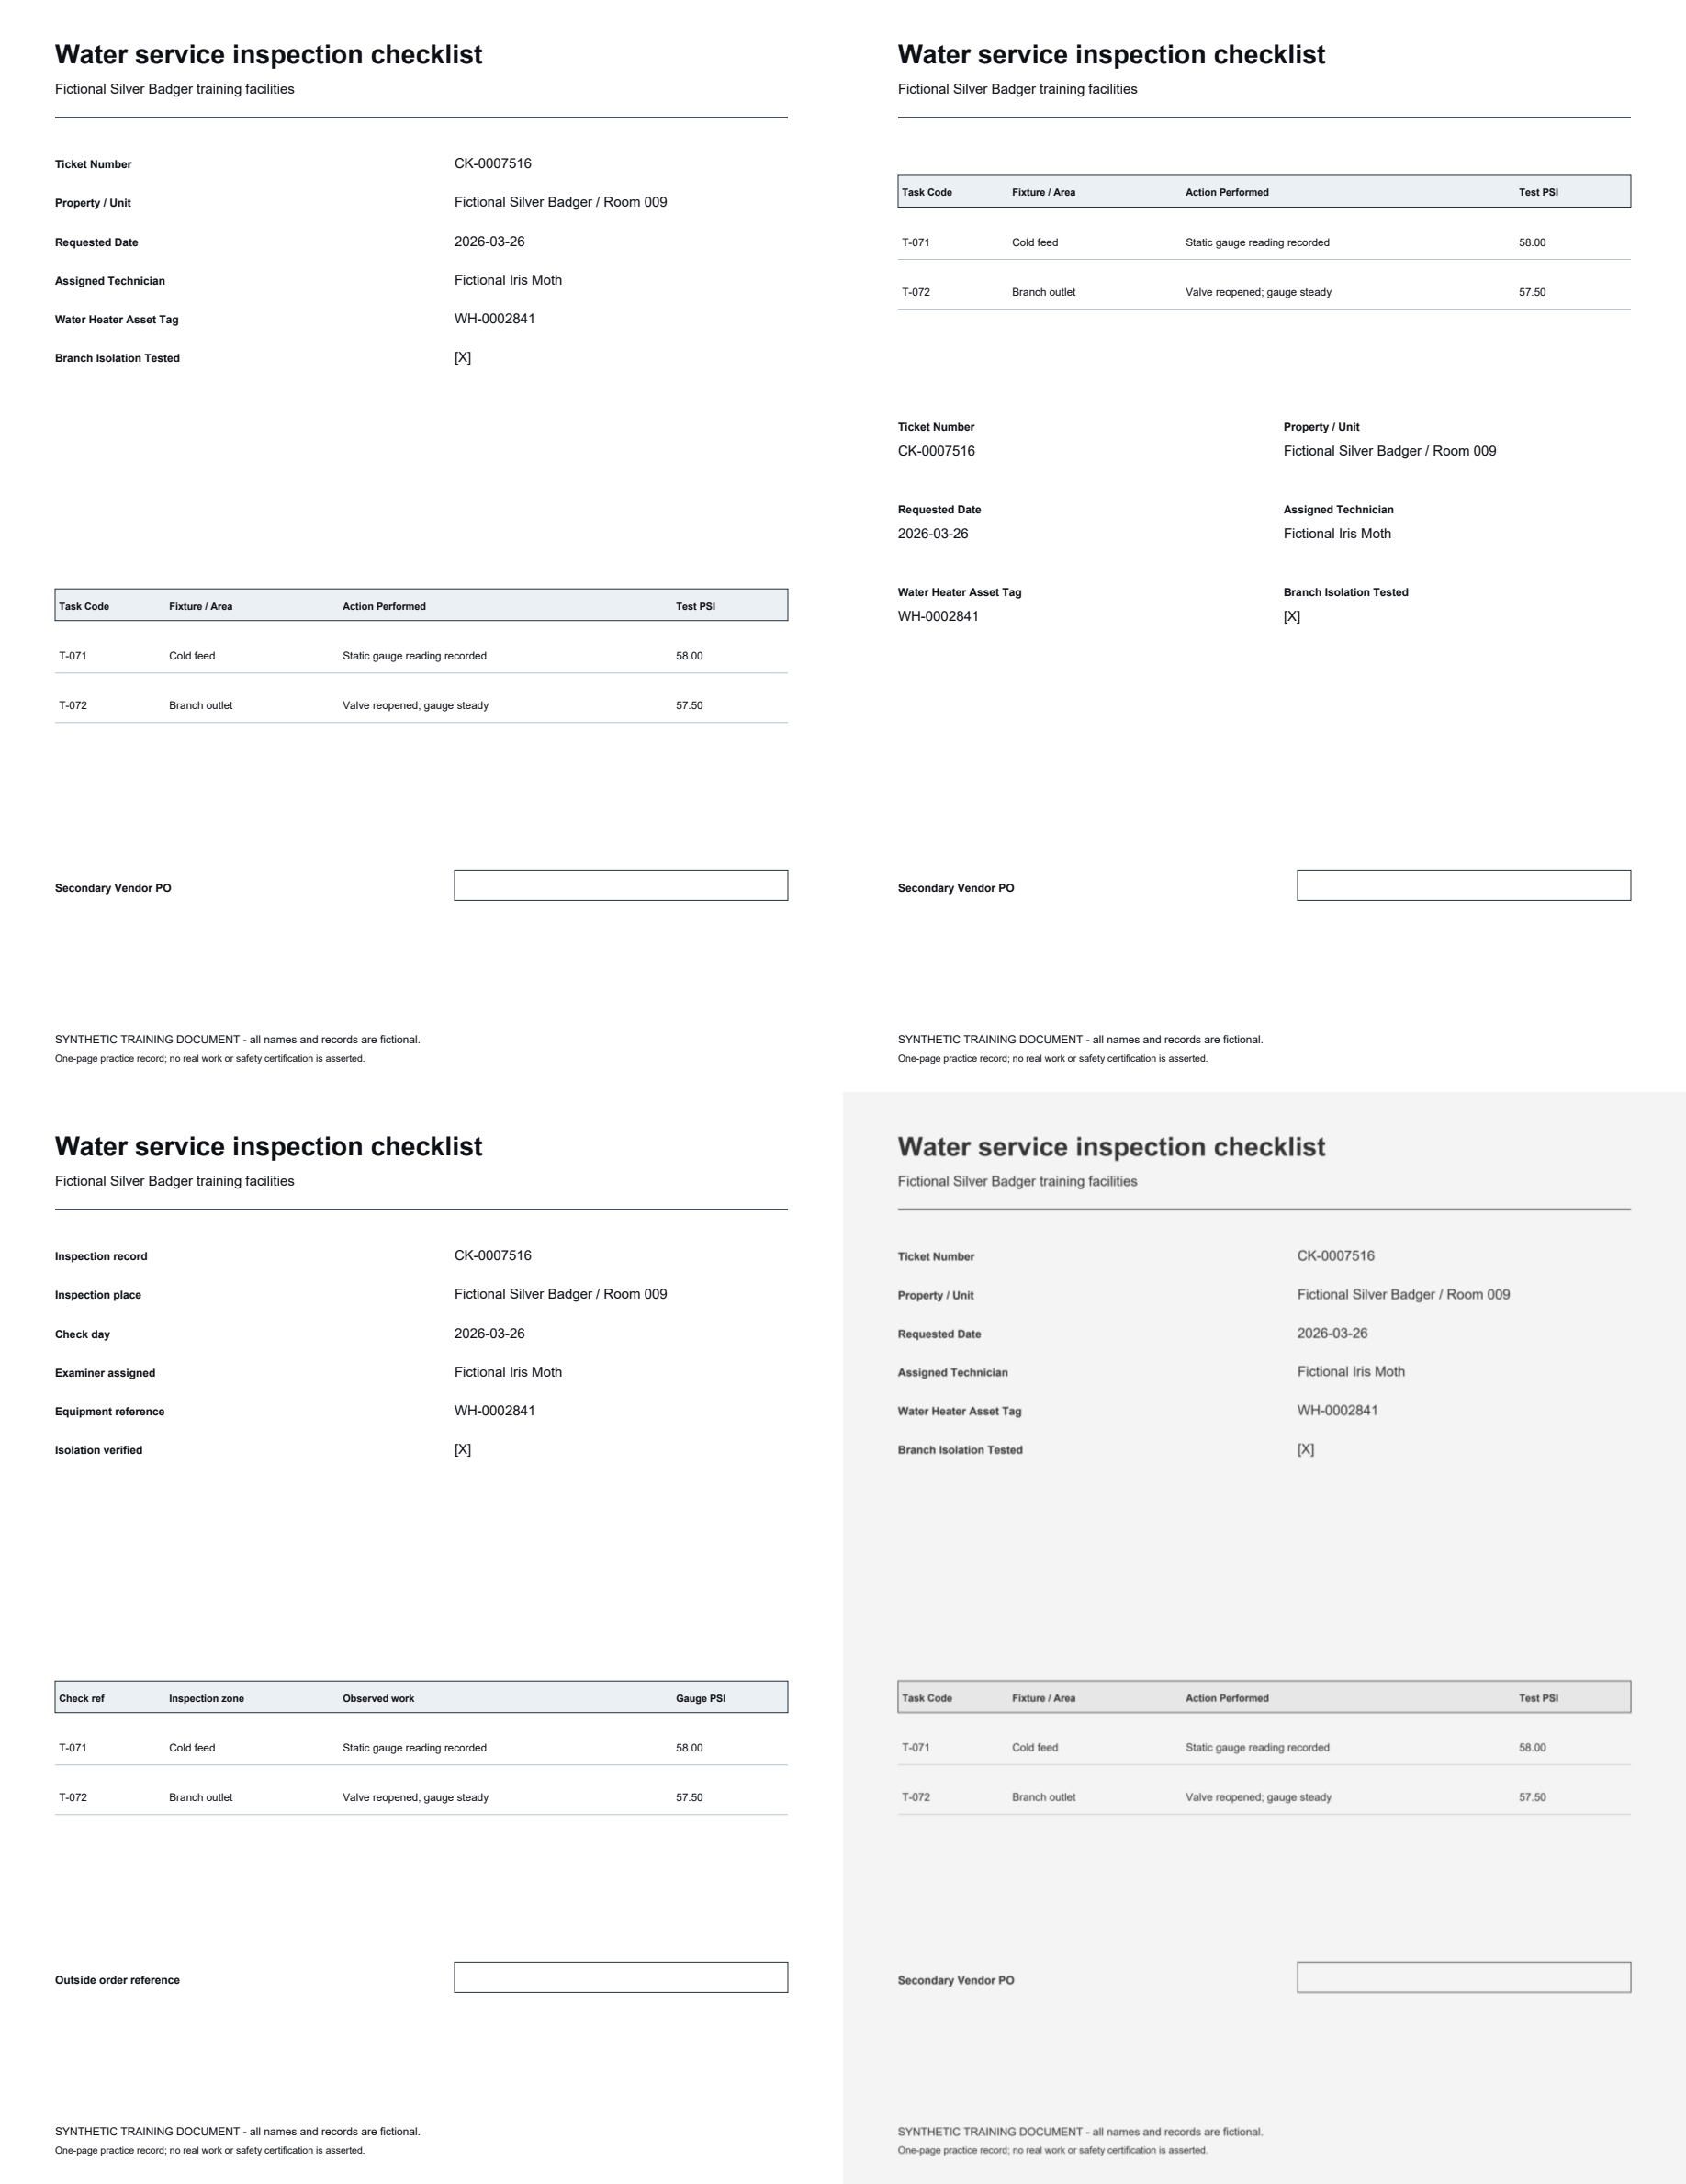 Water service inspection checklist
Fictional Silver Badger training facilities
Ticket Number CK-0007516
Property / Unit Fictional Silver Badger / Room 009
Requested Date 2026-03-26
Assigned Technician Fictional Iris Moth
Water Heater Asset Tag WH-0002841
Branch Isolation Tested [X]
Task Code Fixture / Area Action Performed Test PSI
T-071 Cold feed Static gauge reading recorded 58.00
T-072 Branch outlet Valve reopened; gauge steady 57.50
Secondary Vendor PO
SYNTHETIC TRAINING DOCUMENT - all names and records are fictional.
One-page practice record; no real work or safety certification is asserted.
Water service inspection checklist
Fictional Silver Badger training facilities
Task Code Fixture / Area Action Performed Test PSI
T-071 Cold feed Static gauge reading recorded 58.00
T-072 Branch outlet Valve reopened; gauge steady 57.50
Ticket Number Property / Unit
CK-0007516 Fictional Silver Badger / Room 009
Requested Date Assigned Technician
2026-03-26 Fictional Iris Moth
Water Heater Asset Tag Branch Isolation Tested
WH-0002841 [X]
Secondary Vendor PO
SYNTHETIC TRAINING DOCUMENT - all names and records are fictional.
One-page practice record; no real work or safety certification is asserted.
Water service inspection checklist
Fictional Silver Badger training facilities
Inspection record CK-0007516
Inspection place Fictional Silver Badger / Room 009
Check day 2026-03-26
Examiner assigned Fictional Iris Moth
Equipment reference WH-0002841
Isolation verified [X]
Check ref Inspection zone Observed work Gauge PSI
T-071 Cold feed Static gauge reading recorded 58.00
T-072 Branch outlet Valve reopened; gauge steady 57.50
Outside order reference
SYNTHETIC TRAINING DOCUMENT - all names and records are fictional.
One-page practice record; no real work or safety certification is asserted.
Water service inspection checklist
Fictional Silver Badger training facilities
Ticket Number CK-0007516
Property / Unit Fictional Silver Badger / Room 009
Requested Date 2026-03-26
Assigned Technician Fictional Iris Moth
Water Heater Asset Tag WH-0002841
Branch Isolation Tested [X]
Task Code Fixture / Area Action Performed Test PSI
T-071 Cold feed Static gauge reading recorded 58.00
T-072 Branch outlet Valve reopened; gauge steady 57.50
Secondary Vendor PO
SYNTHETIC TRAINING DOCUMENT - all names and records are fictional.
One-page practice record; no real work or safety certification is asserted.